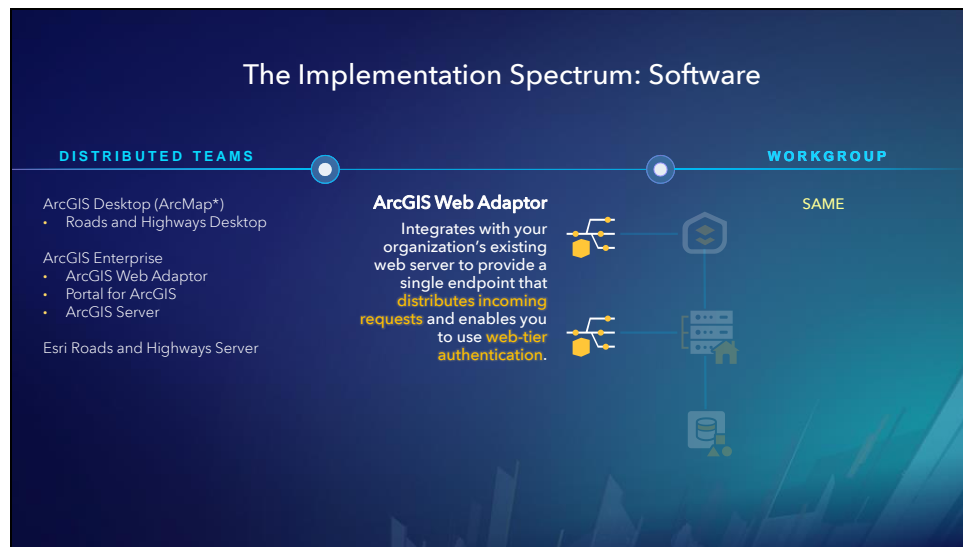 The Implementation Spectrum: Software
DISTRIBUTED TEAMS
WORKGROUP
ArcGIS Desktop (ArcMap*)
• Roads and Highways Desktop
ArcGIS Enterprise
• ArcGIS Web Adaptor
• Portal for ArcGIS
• ArcGIS Server
Esri Roads and Highways Server
ArcGIS Web Adaptor
Integrates with your
organization’s existing
web server to provide a
single endpoint that
distributes incoming
requests and enables you
to use web-tier
authentication.
SAME